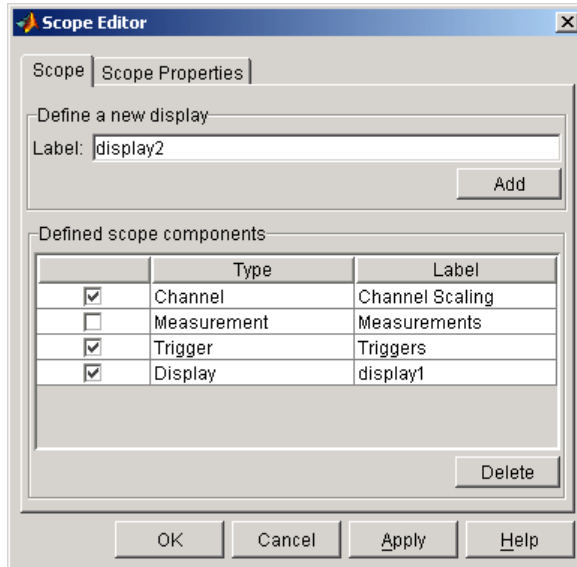 Scope Editor
Scope Scope Properties
Define a new display
Label: display2
Add
Defined scope components
Type Label
Channel Channel Scaling
Measurement Measurements
Trigger Triggers
Display display1
Delete
OK Cancel Apply Help